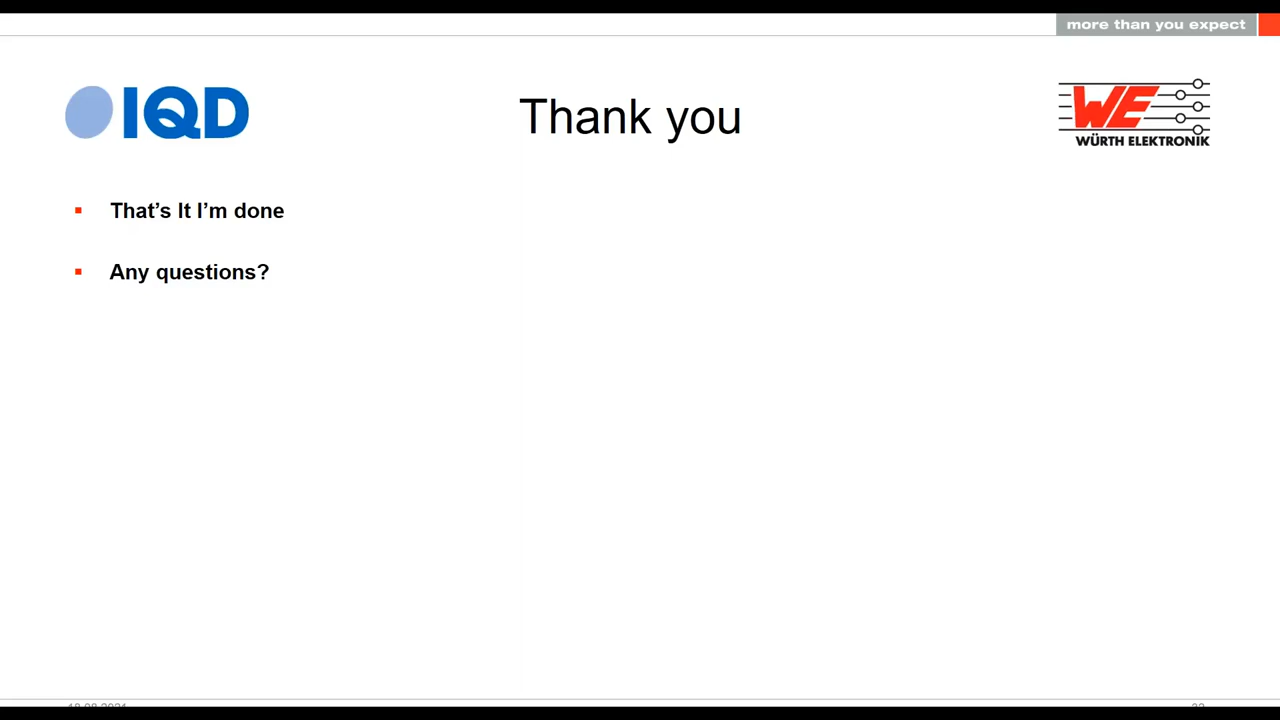 more than you expect
IQD
Thank you
WE
WÜRTH ELEKTRONIK
That’s It I’m done
Any questions?